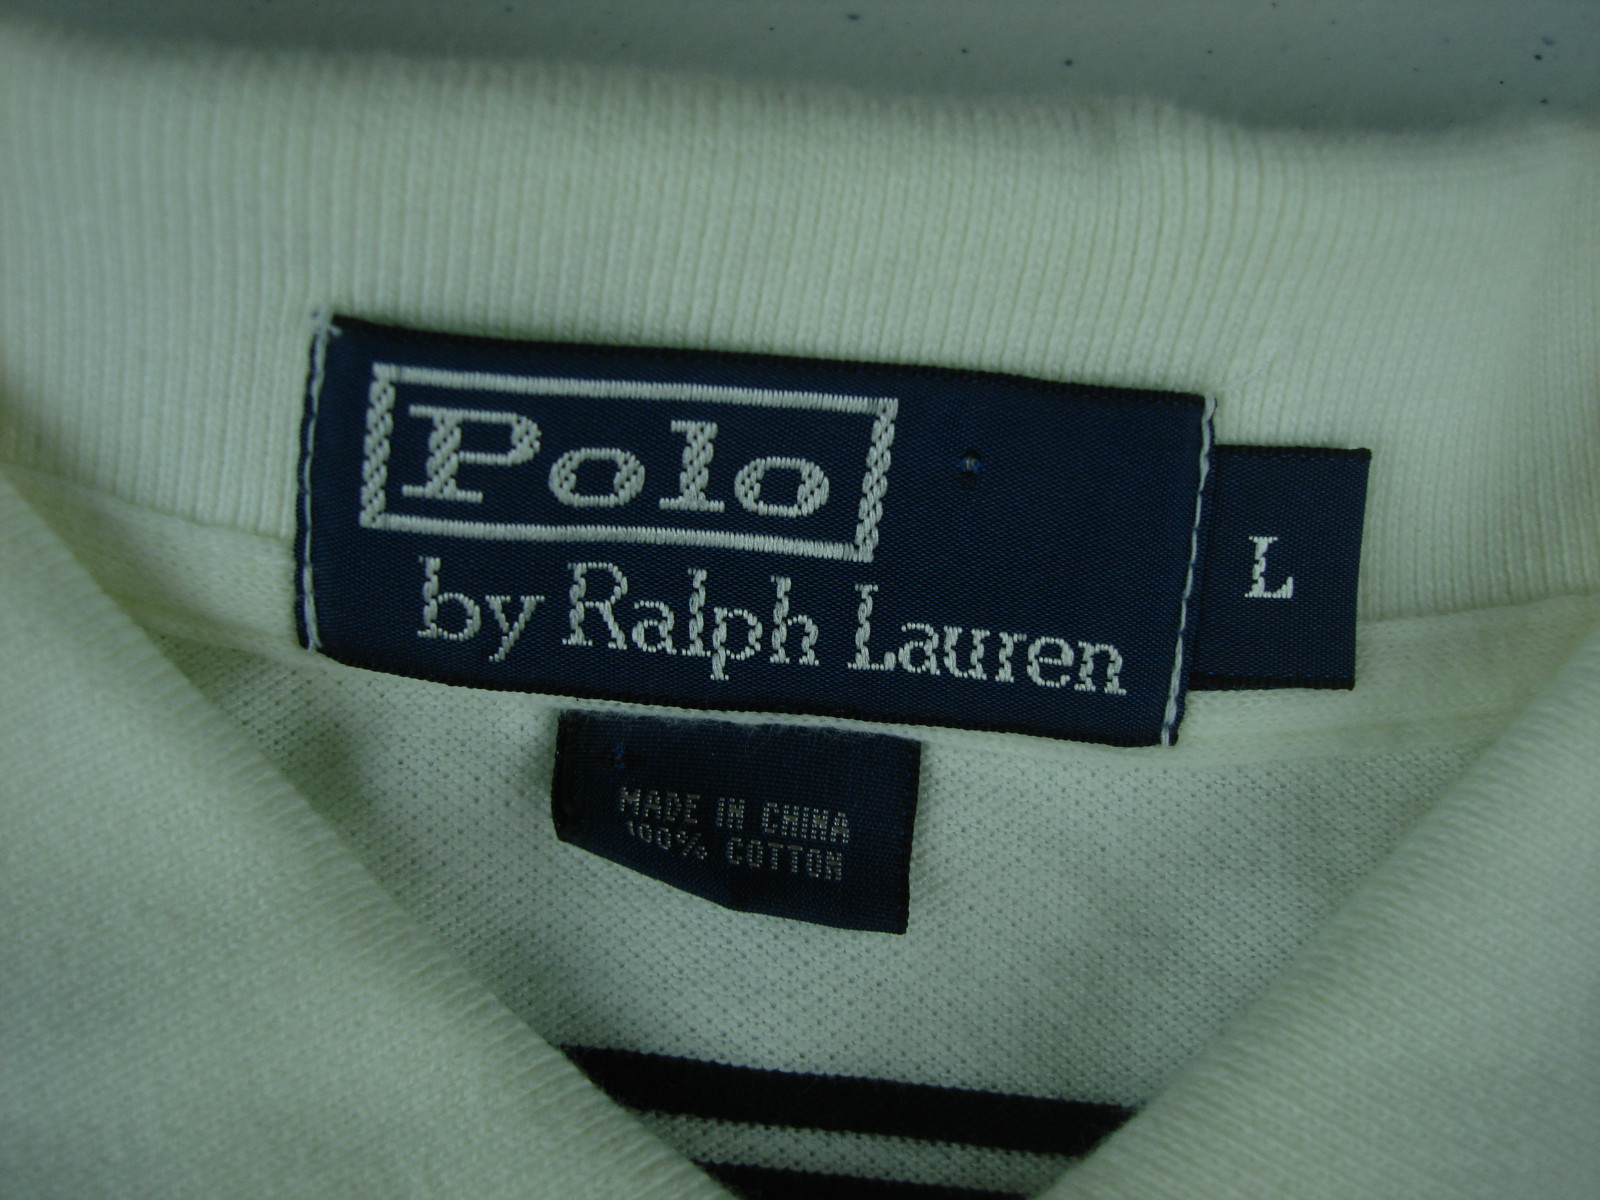 Polo
by Ralph Lauren
L
MADE IN CHINA
100% COTTON